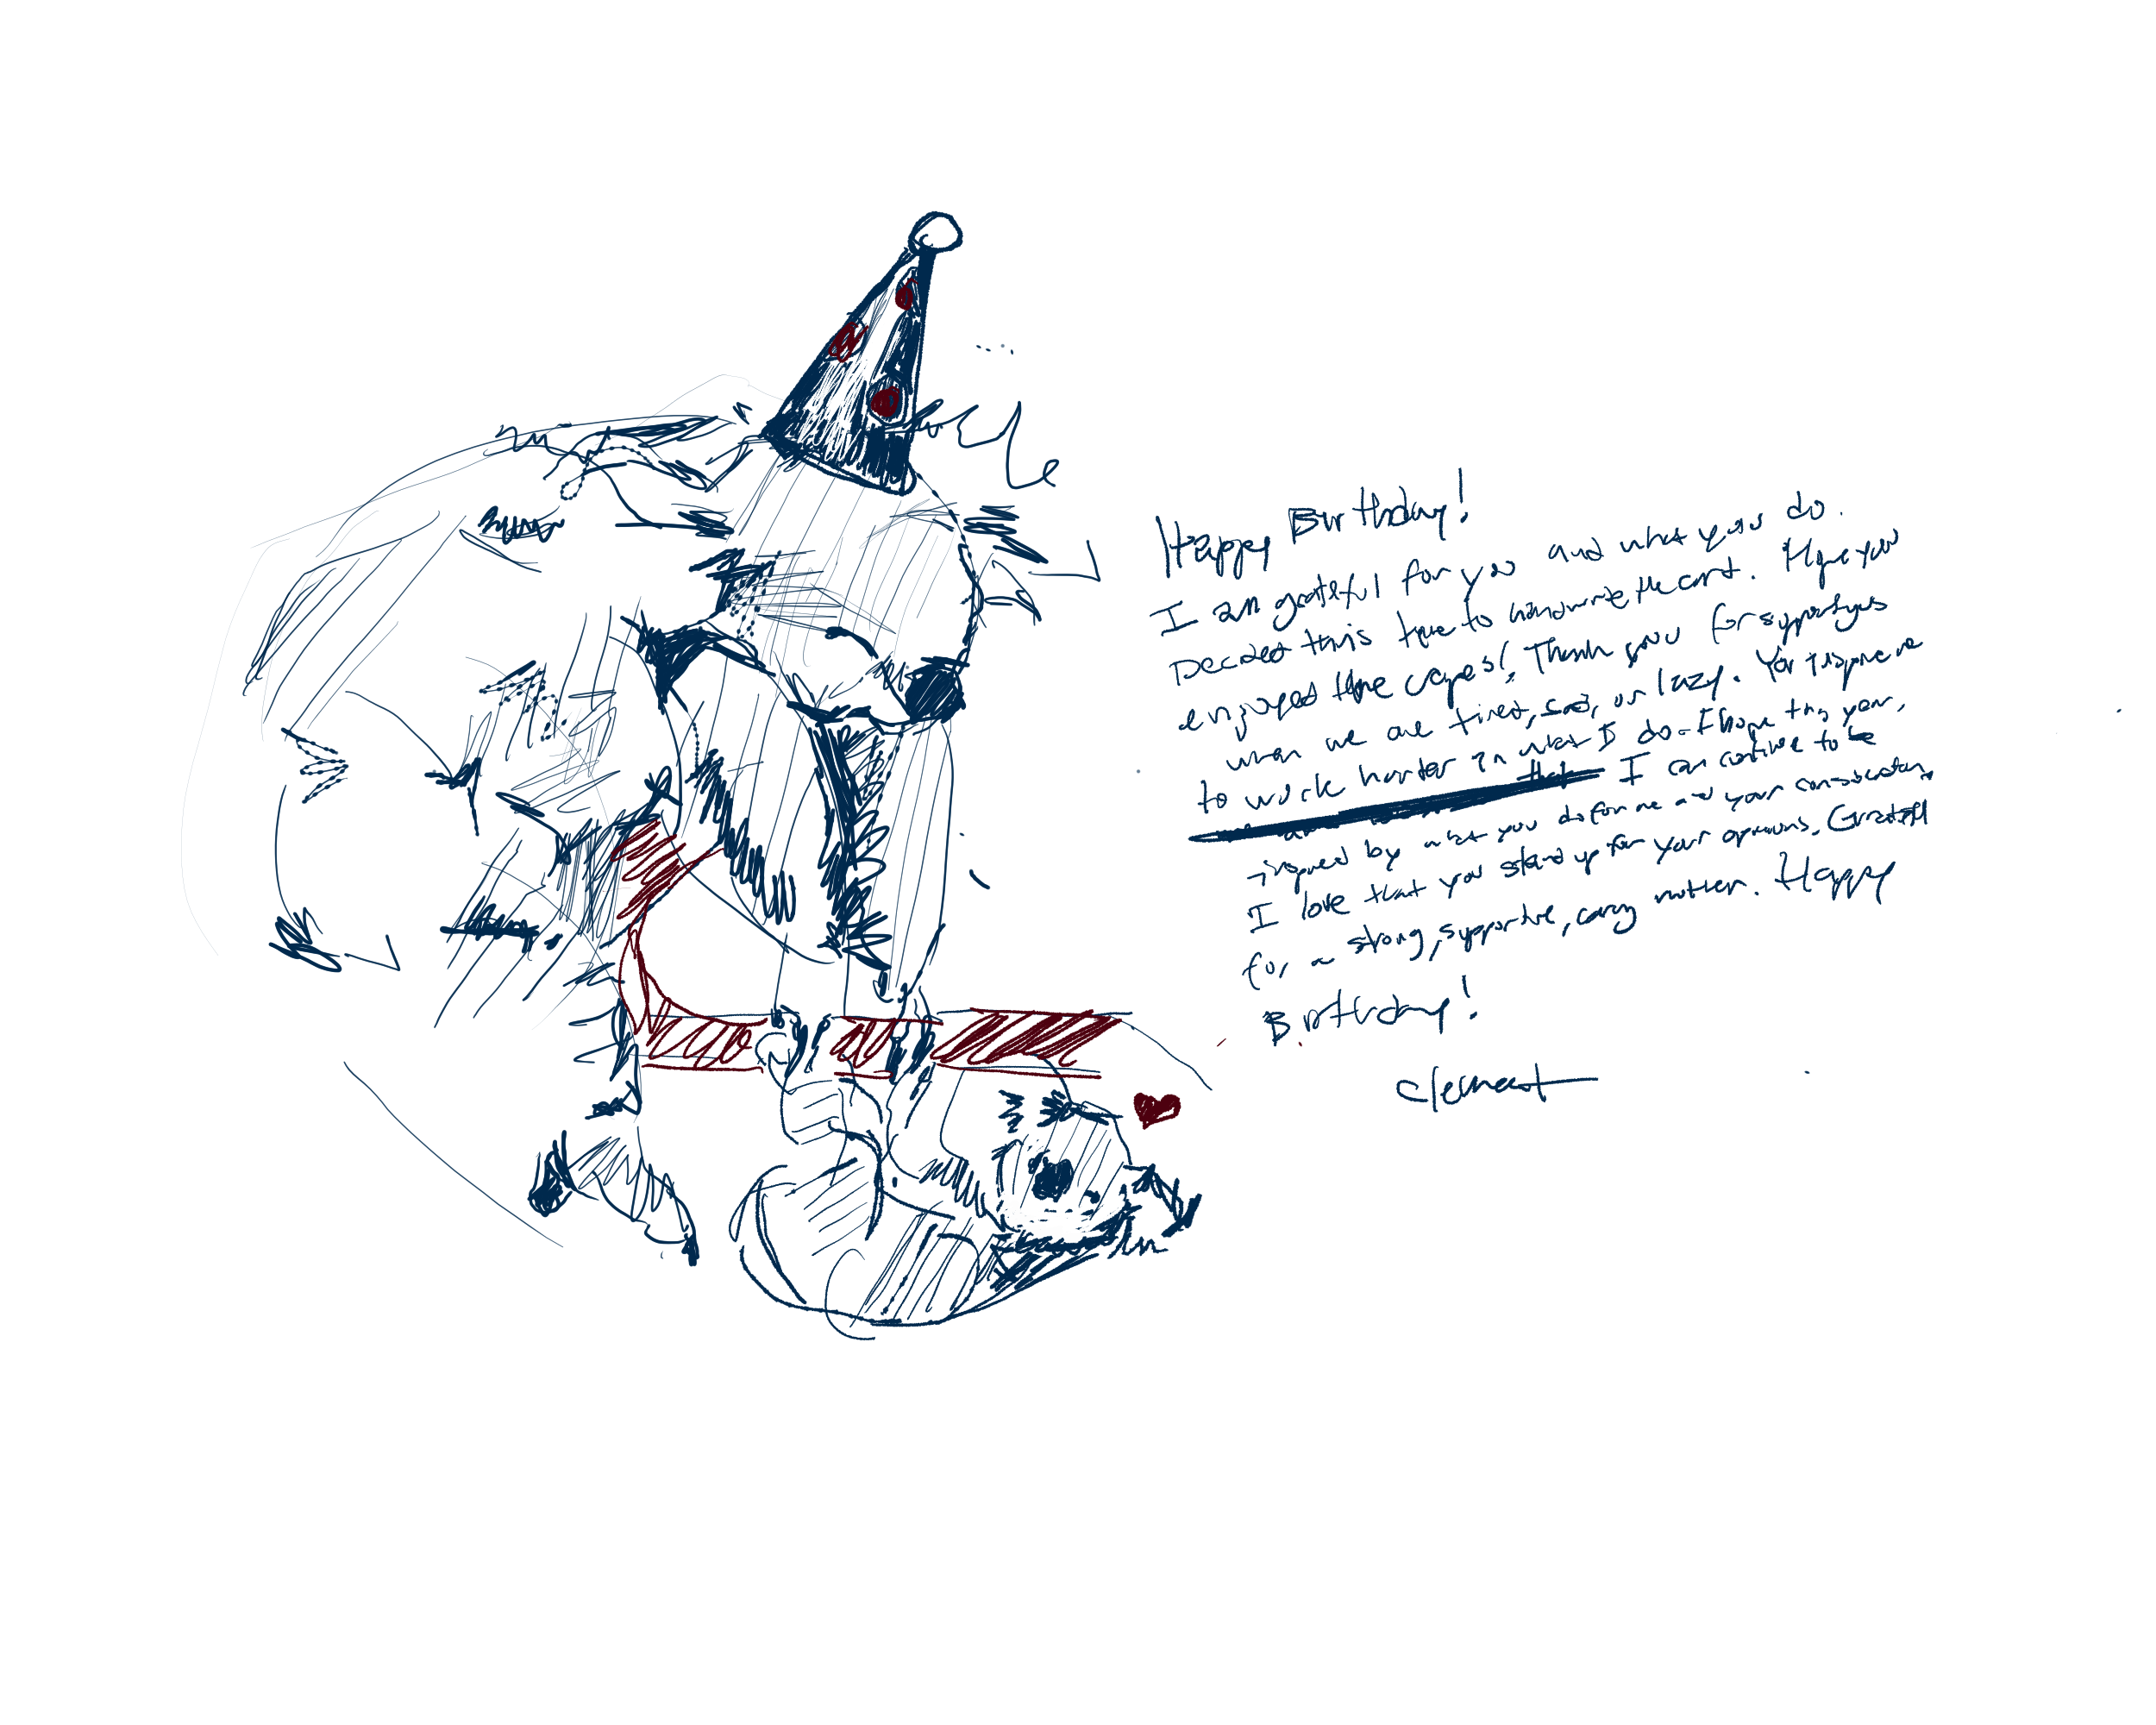 Happy Birthday!
I am grateful for you and what you do.
Decided this time to handwrite the card. Hope you
enjoyed the capes! Thank you for supporting us
when we are tired, sad, or lazy. You inspire me
to work harder in what I do. I hope this year,
I can continue to be
inspired by what you do for me and your consideration.
I love that you stand up for your opinions. Grateful
for a strong, supportive, caring mother. Happy
Birthday!
Clement